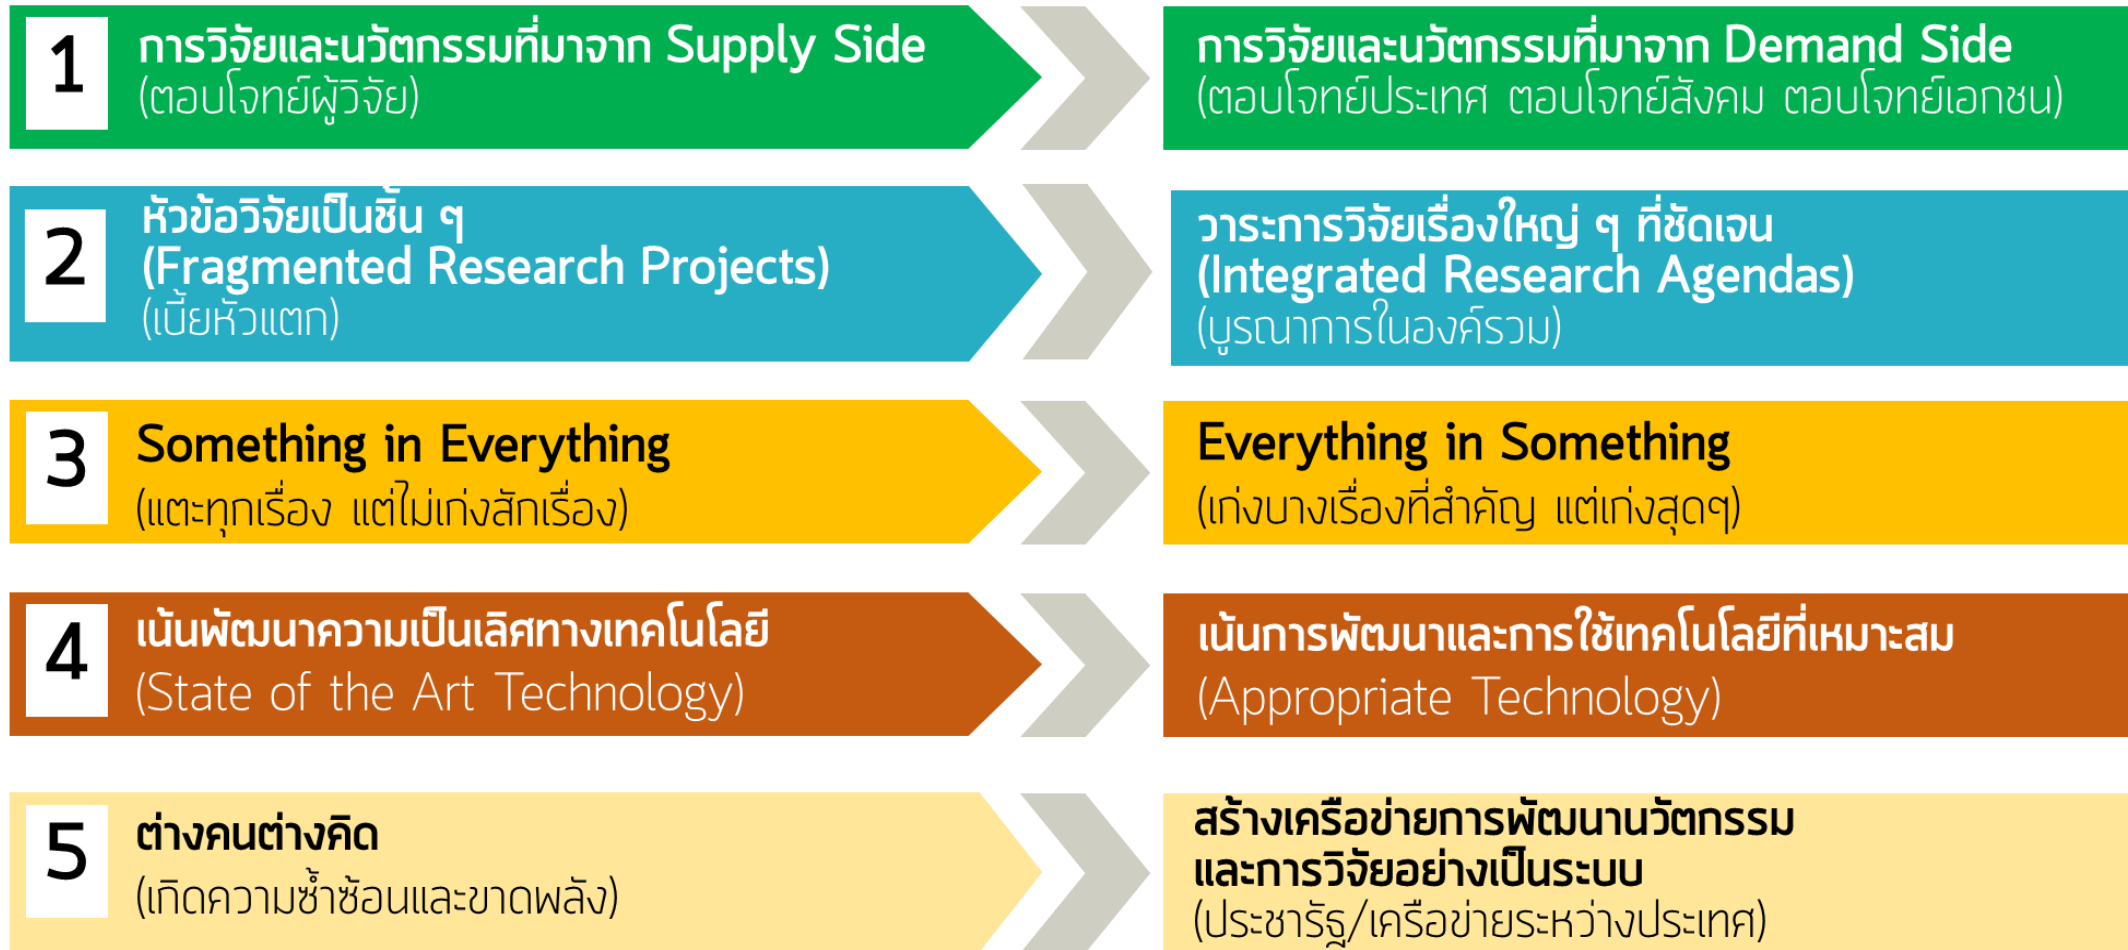 1
การวิจัยและนวัตกรรมที่มาจาก Supply Side
(ตอบโจทย์ผู้วิจัย)
การวิจัยและนวัตกรรมที่มาจาก Demand Side
(ตอบโจทย์ประเทศ ตอบโจทย์สังคม ตอบโจทย์เอกชน)
2
หัวข้อวิจัยเป็นชิ้น ๆ
(Fragmented Research Projects)
(เบี้ยหัวแตก)
วาระการวิจัยเรื่องใหญ่ ๆ ที่ชัดเจน
(Integrated Research Agendas)
(บูรณาการในองค์รวม)
3
Something in Everything
(แตะทุกเรื่อง แต่ไม่เก่งสักเรื่อง)
Everything in Something
(เก่งบางเรื่องที่สำคัญ แต่เก่งสุดๆ)
4
เน้นพัฒนาความเป็นเลิศทางเทคโนโลยี
(State of the Art Technology)
เน้นการพัฒนาและการใช้เทคโนโลยีที่เหมาะสม
(Appropriate Technology)
5
ต่างคนต่างคิด
(เกิดความซ้ำซ้อนและขาดพลัง)
สร้างเครือข่ายการพัฒนานวัตกรรม
และการวิจัยอย่างเป็นระบบ
(ประชารัฐ/เครือข่ายระหว่างประเทศ)